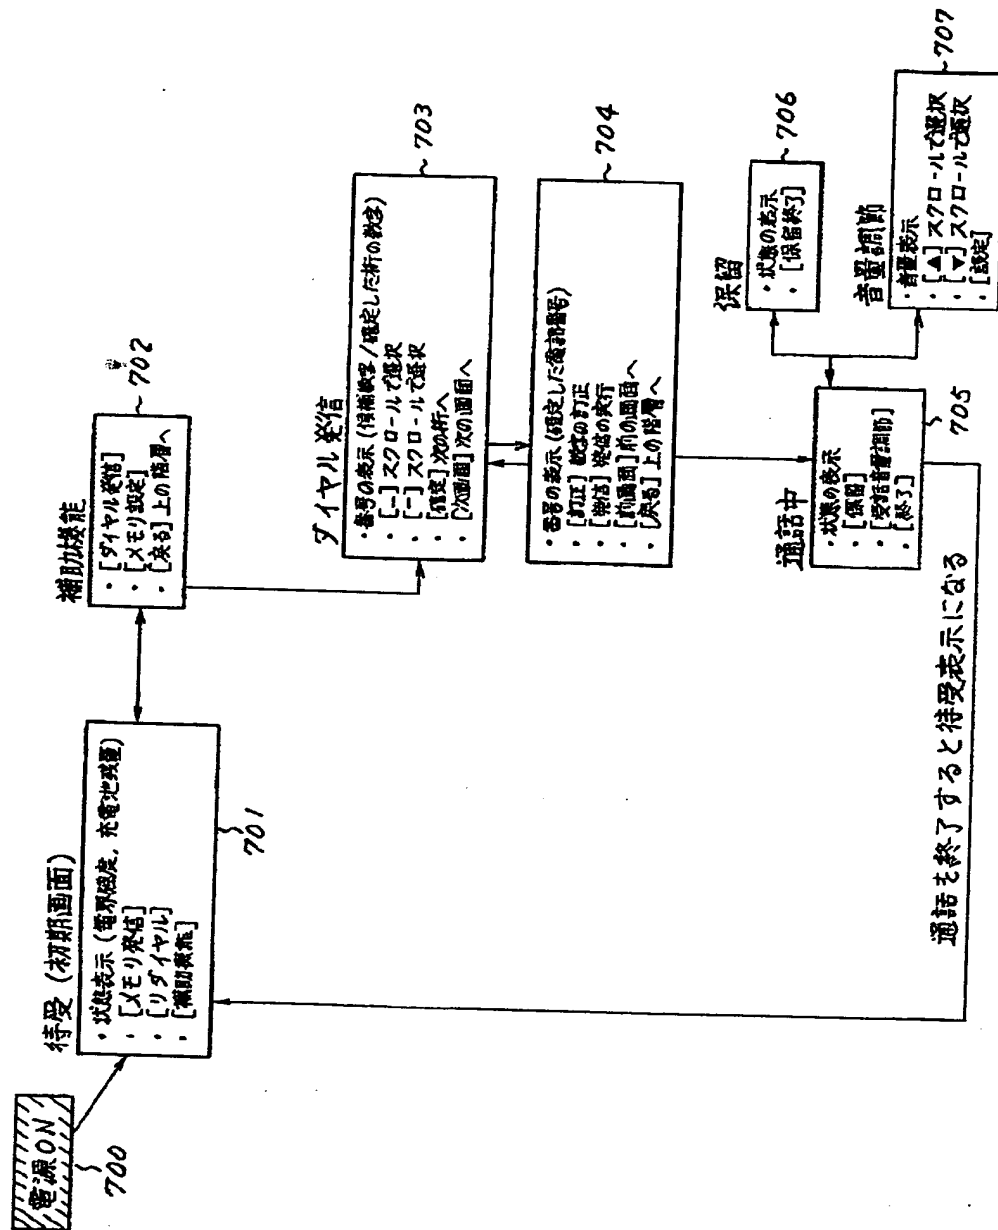 電源ON
700
待受 (初期画面)
・状態表示 (電界強度, 充電池残量)
・[メモリ発信]
・[リダイヤル]
・[補助機能]
701
補助機能
・[ダイヤル発信]
・[メモリ設定]
・[戻る] 上の階層へ
702
ダイヤル発信
・番号の表示 (候補数字/確定した桁の数字)
・[—] スクロールで選択
・[—] スクロールで選択
・[確定] 次の桁へ
・[次画面] 次の画面へ
703
・番号の表示 (確定した電話番号)
・[訂正] 数字の訂正
・[発信] 発信の実行
・[前画面] 前の画面へ
・[戻る] 上の階層へ
704
通話中
・状態の表示
・[保留]
・[受話音量調節]
・[終了]
705
保留
・状態の表示
・[保留終了]
706
音量調節
・音量表示
・[▲] スクロールで選択
・[▼] スクロールで選択
・[設定]
707
通話を終了すると待受表示になる